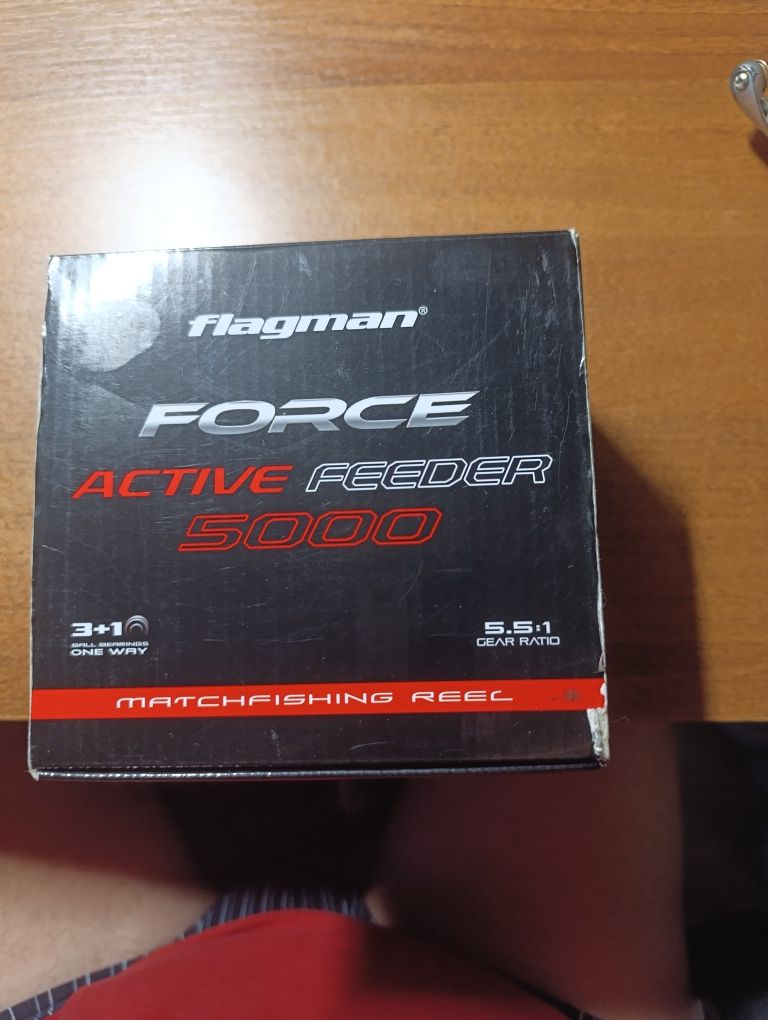 flagman®
FORCE
ACTIVE FEEDER
5000
3+1
BALL BEARINGS
ONE WAY
5.5:1
GEAR RATIO
MATCHFISHING REEL